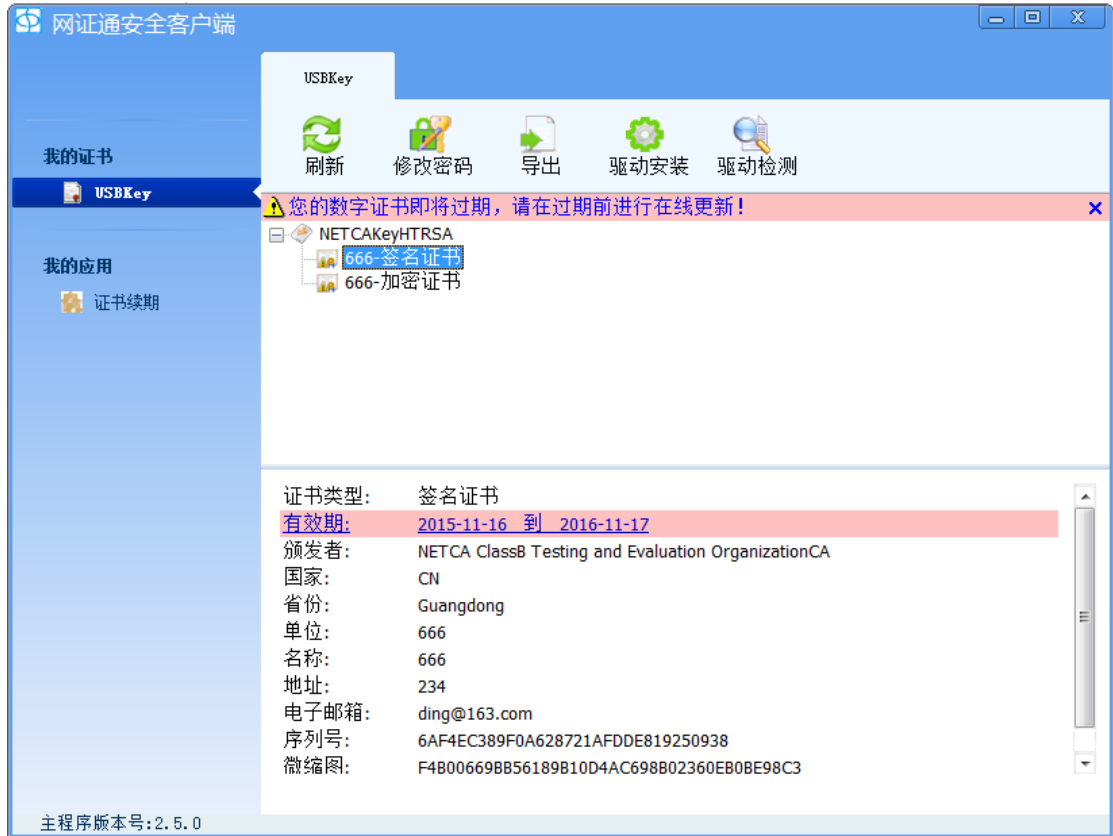 网证通安全客户端
USBKey
刷新 修改密码 导出 驱动安装 驱动检测
我的证书
USBKey
我的应用
证书续期
您的数字证书即将过期，请在过期前进行在线更新！
NETCAKeyHTRSA
666-签名证书
666-加密证书
证书类型: 签名证书
有效期: 2015-11-16 到 2016-11-17
颁发者: NETCA ClassB Testing and Evaluation OrganizationCA
国家: CN
省份: Guangdong
单位: 666
名称: 666
地址: 234
电子邮箱: ding@163.com
序列号: 6AF4EC389F0A628721AFDDE819250938
微缩图: F4B00669BB56189B10D4AC698B02360EB0BE98C3
主程序版本号:2.5.0